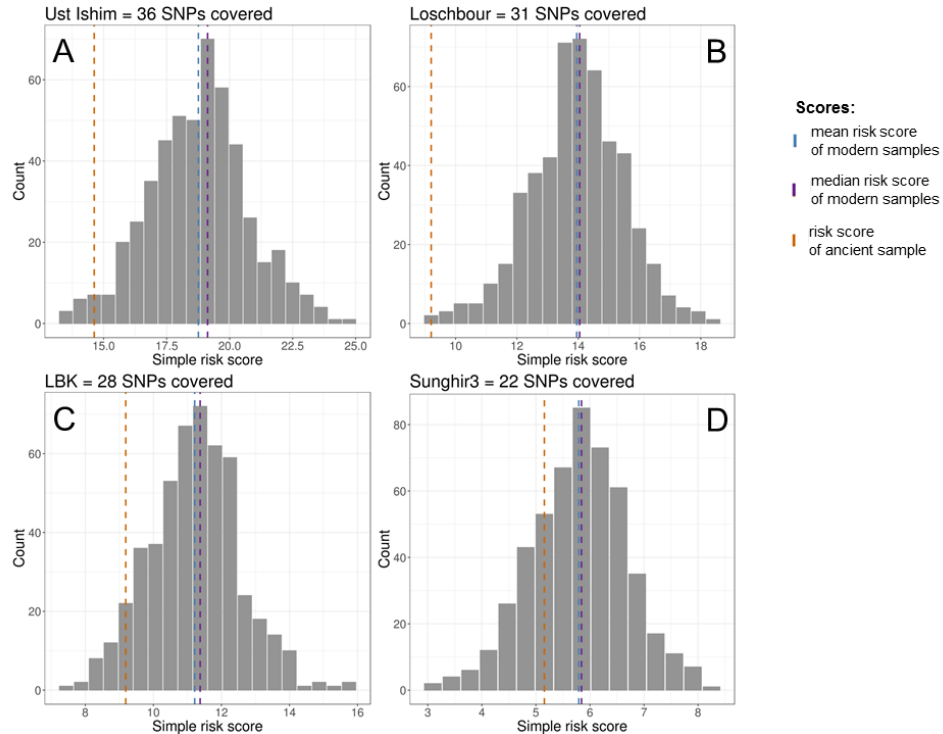 Ust Ishim = 36 SNPs covered
A
Count
60
40
20
0
15.0 17.5 20.0 22.5 25.0
Simple risk score
Loschbour = 31 SNPs covered
B
Count
60
40
20
0
10 12 14 16 18
Simple risk score
Scores:
mean risk score
of modern samples
median risk score
of modern samples
risk score
of ancient sample
LBK = 28 SNPs covered
C
Count
60
40
20
0
8 10 12 14 16
Simple risk score
Sunghir3 = 22 SNPs covered
D
Count
80
60
40
20
0
3 4 5 6 7 8
Simple risk score